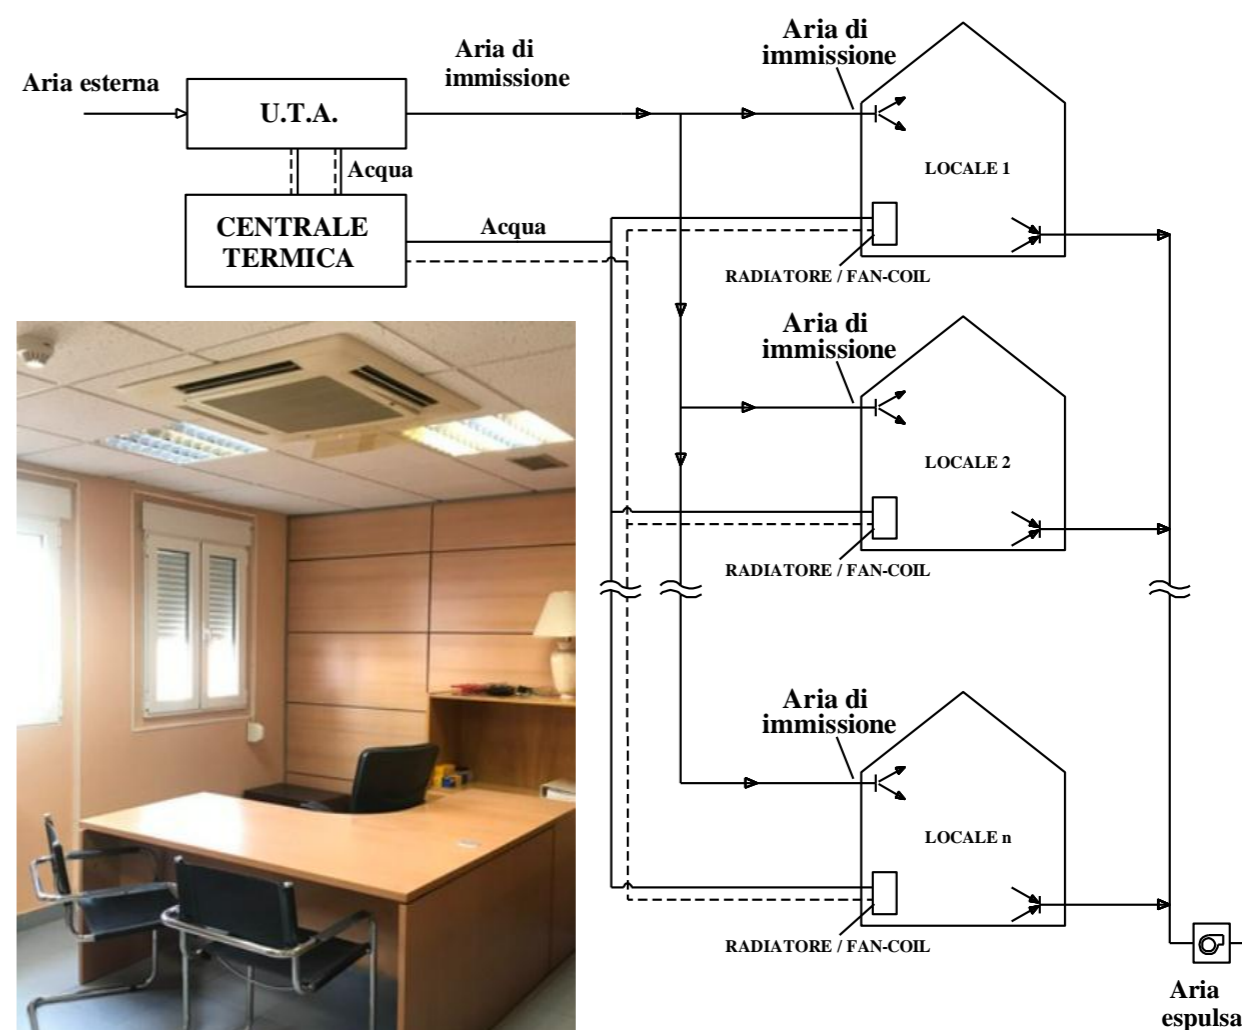 Aria esterna
U.T.A.
Aria di
immissione
Aria di
immissione
LOCALE 1
Acqua
CENTRALE
TERMICA
Acqua
RADIATORE / FAN-COIL
Aria di
immissione
LOCALE 2
RADIATORE / FAN-COIL
Aria di
immissione
LOCALE n
RADIATORE / FAN-COIL
Aria
espulsa